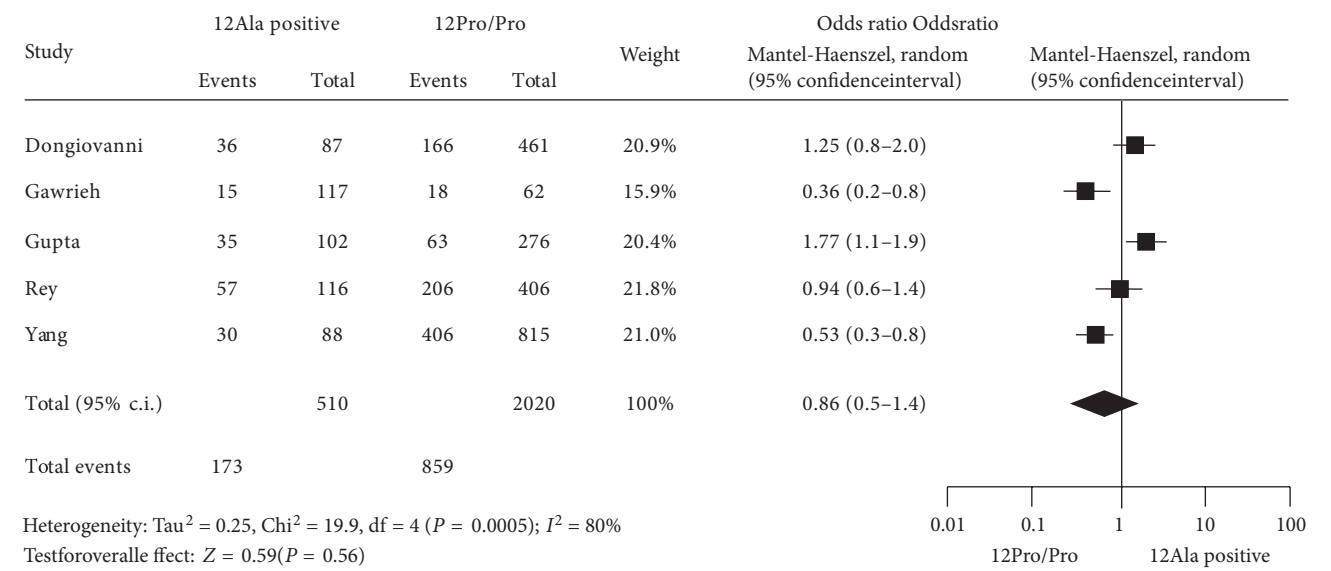 12Ala positive 12Pro/Pro Odds ratio Oddsratio
Study Weight Mantel-Haenszel, random Mantel-Haenszel, random
Events Total Events Total (95% confidenceinterval) (95% confidenceinterval)
Dongiovanni 36 87 166 461 20.9% 1.25 (0.8–2.0)
Gawrieh 15 117 18 62 15.9% 0.36 (0.2–0.8)
Gupta 35 102 63 276 20.4% 1.77 (1.1–1.9)
Rey 57 116 206 406 21.8% 0.94 (0.6–1.4)
Yang 30 88 406 815 21.0% 0.53 (0.3–0.8)
Total (95% c.i.) 510 2020 100% 0.86 (0.5–1.4)
Total events 173 859
Heterogeneity: Tau² = 0.25, Chi² = 19.9, df = 4 (P = 0.0005); I² = 80%
Testforoveralle ffect: Z = 0.59(P = 0.56)
0.01 0.1 1 10 100
12Pro/Pro 12Ala positive